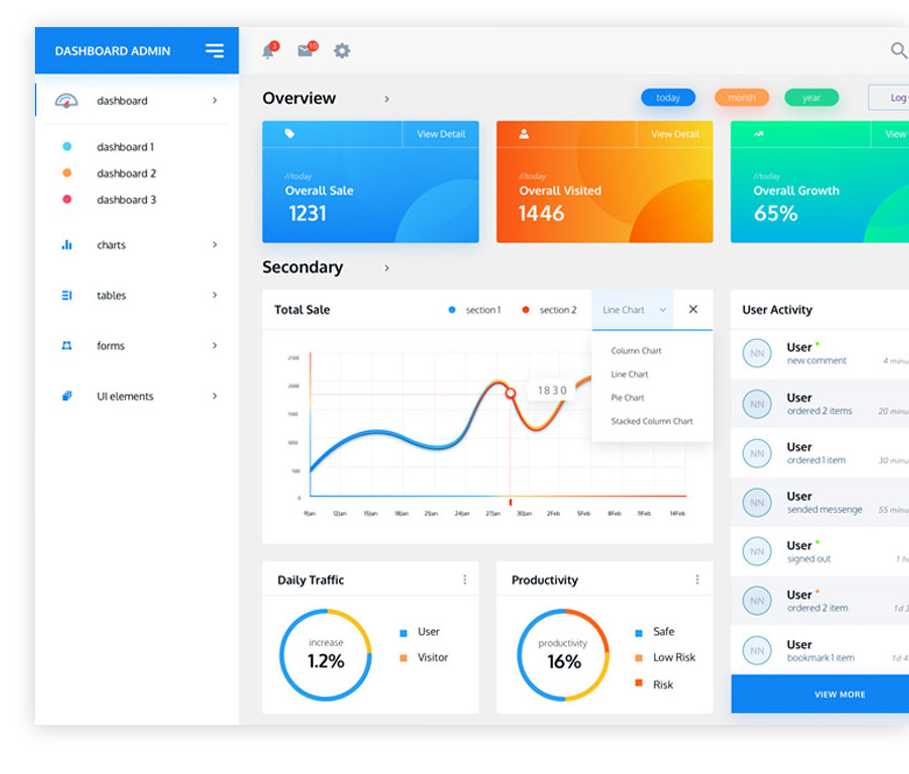 DASHBOARD ADMIN
3
10
dashboard
dashboard 1
dashboard 2
dashboard 3
charts
tables
forms
UI elements
Overview
today
month
year
Log
View Detail
//today
Overall Sale
1231
View Detail
//today
Overall Visited
1446
View
//today
Overall Growth
65%
Secondary
Total Sale
section 1
section 2
Line Chart
Column Chart
Line Chart
Pie Chart
Stacked Column Chart
2500
2000
1500
1000
500
0
1830
9Jan 12Jan 15Jan 18Jan 21Jan 24Jan 27Jan 30Jan 2Feb 5Feb 8Feb 11Feb 14Feb
User Activity
NN
User
new comment
4 minu
NN
User
ordered 2 items
20 minu
NN
User
ordered 1 item
30 minu
NN
User
sended messenge
55 minu
NN
User
signed out
1 h
NN
User
ordered 2 item
1d 3
NN
User
bookmark 1 item
1d 4
VIEW MORE
Daily Traffic
increase
1.2%
User
Visitor
Productivity
productivity
16%
Safe
Low Risk
Risk